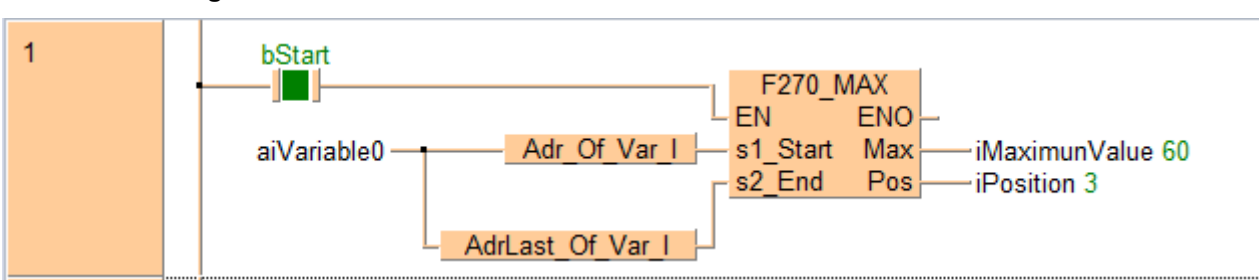 1
bStart
F270_MAX
EN ENO
aiVariable0 Adr_Of_Var_I s1_Start Max iMaximunValue 60
s2_End Pos iPosition 3
AdrLast_Of_Var_I